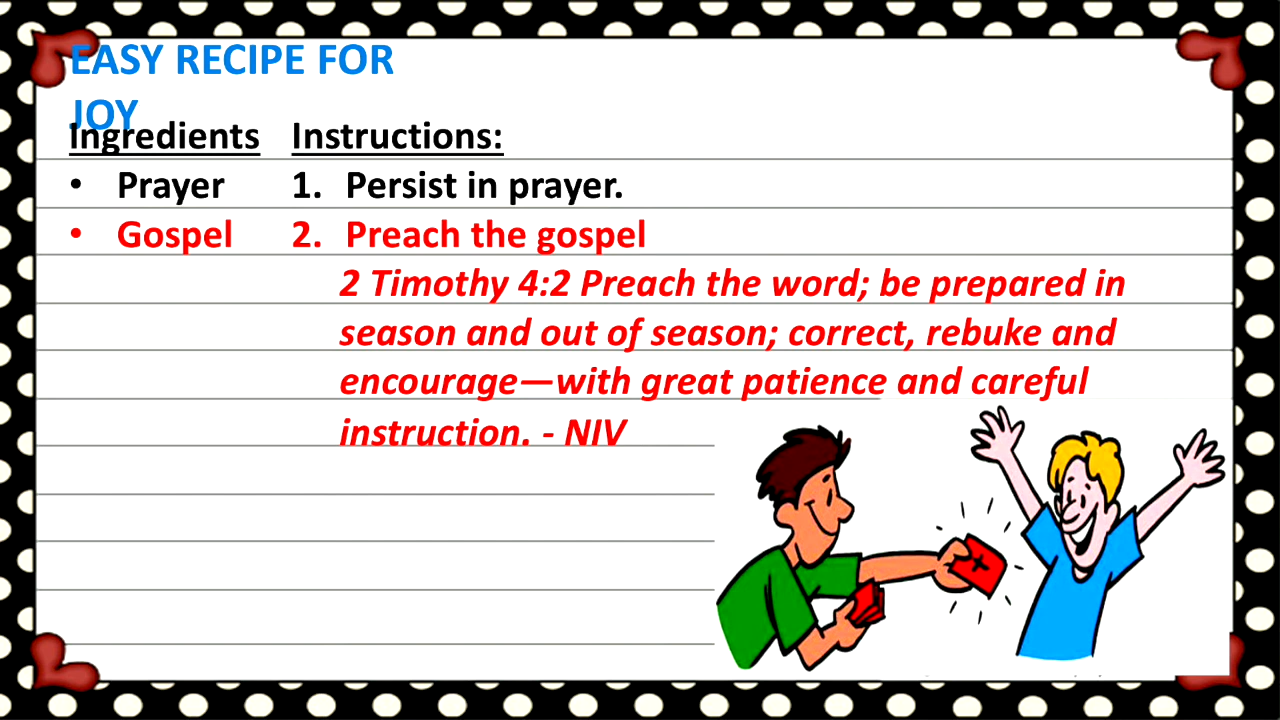 EASY RECIPE FOR
JOY
Ingredients Instructions:
• Prayer 1. Persist in prayer.
• Gospel 2. Preach the gospel
2 Timothy 4:2 Preach the word; be prepared in
season and out of season; correct, rebuke and
encourage—with great patience and careful
instruction. - NIV